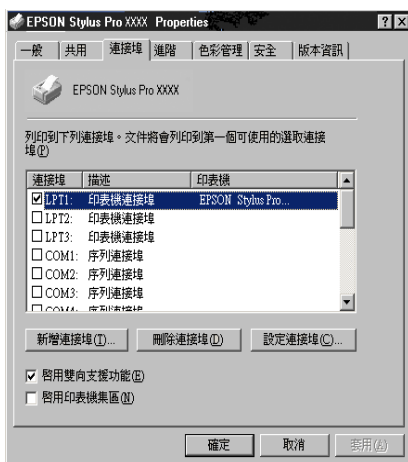 EPSON Stylus Pro XXXX Properties
一般 共用 連接埠 進階 色彩管理 安全 版本資訊
EPSON Stylus Pro XXXX
列印到下列連接埠。文件將會列印到第一個可使用的選取連接
埠(P)
連接埠 描述 印表機
LPT1: 印表機連接埠 EPSON Stylus Pro...
LPT2: 印表機連接埠
LPT3: 印表機連接埠
COM1: 序列連接埠
COM2: 序列連接埠
COM3: 序列連接埠
COM4: 序列連接埠
新增連接埠(T)... 刪除連接埠(D) 設定連接埠(C)...
啓用雙向支援功能(E)
啓用印表機集區(N)
確定 取消 套用(A)